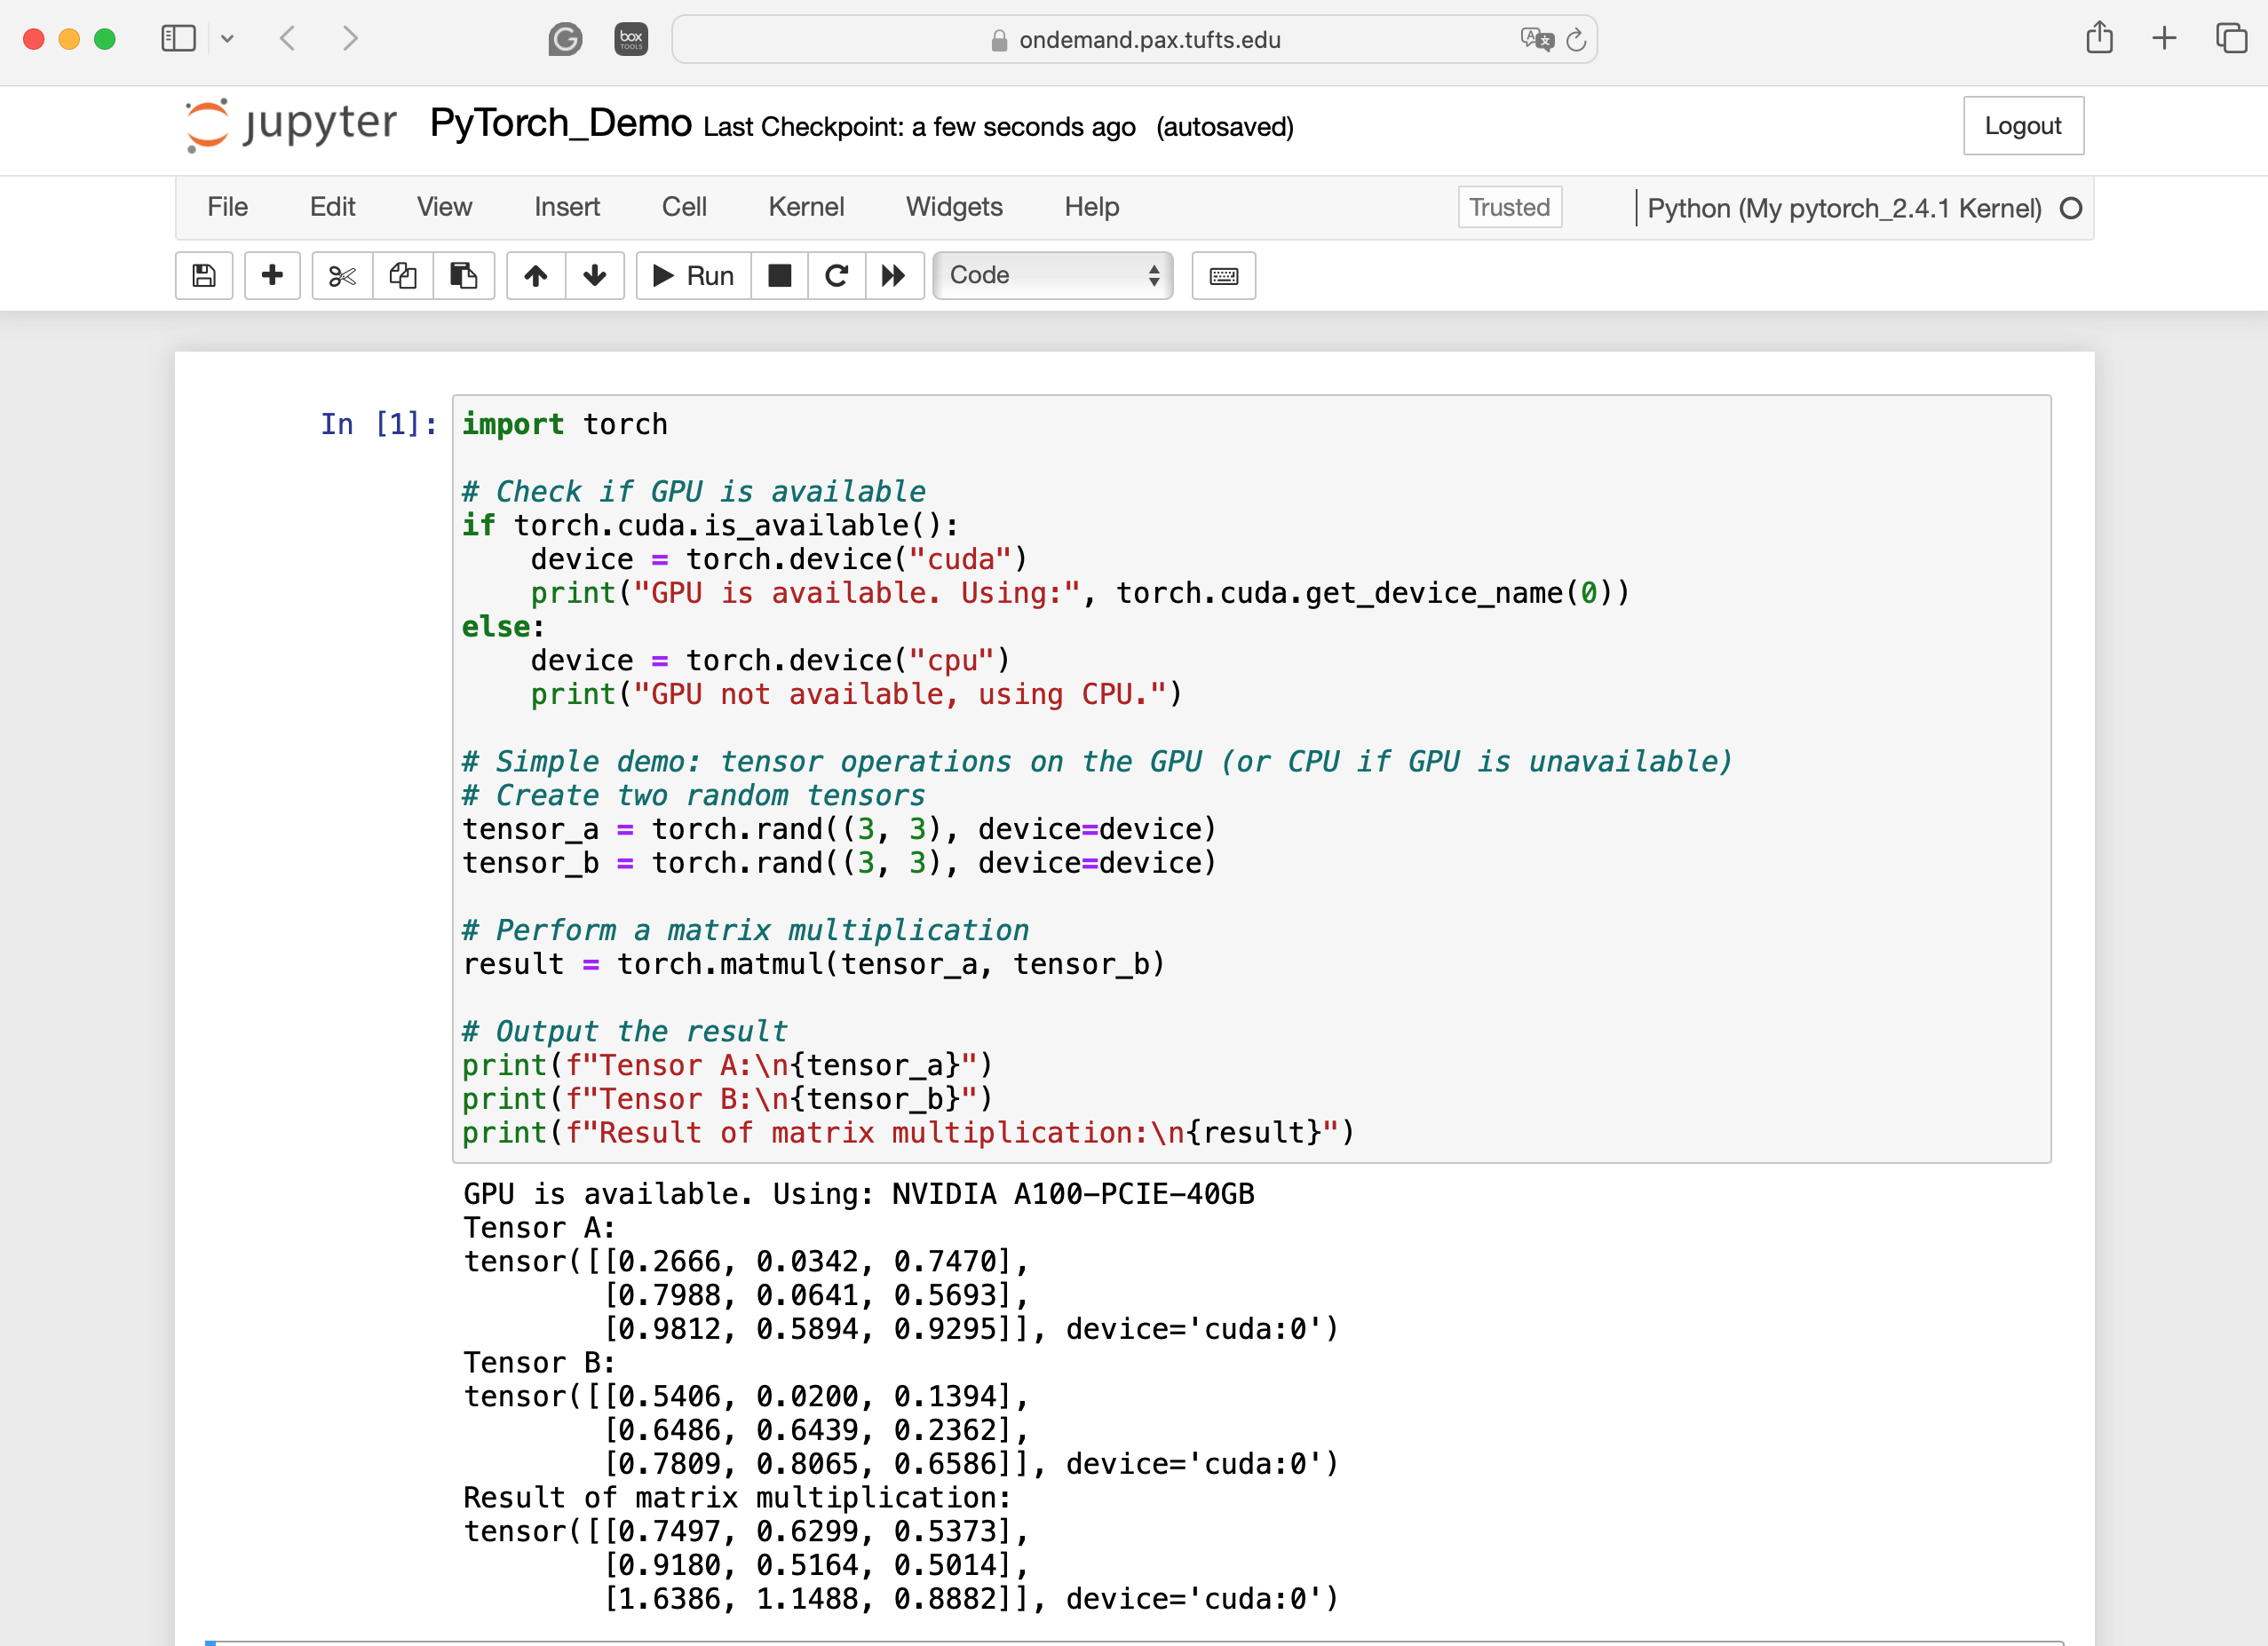 box
TOOLS
ondemand.pax.tufts.edu
jupyter PyTorch_Demo Last Checkpoint: a few seconds ago (autosaved)
Logout
File Edit View Insert Cell Kernel Widgets Help Trusted Python (My pytorch_2.4.1 Kernel)
Run Code
In [1]: import torch
# Check if GPU is available
if torch.cuda.is_available():
    device = torch.device("cuda")
    print("GPU is available. Using:", torch.cuda.get_device_name(0))
else:
    device = torch.device("cpu")
    print("GPU not available, using CPU.")
# Simple demo: tensor operations on the GPU (or CPU if GPU is unavailable)
# Create two random tensors
tensor_a = torch.rand((3, 3), device=device)
tensor_b = torch.rand((3, 3), device=device)
# Perform a matrix multiplication
result = torch.matmul(tensor_a, tensor_b)
# Output the result
print(f"Tensor A:\n{tensor_a}")
print(f"Tensor B:\n{tensor_b}")
print(f"Result of matrix multiplication:\n{result}")
GPU is available. Using: NVIDIA A100-PCIE-40GB
Tensor A:
tensor([[0.2666, 0.0342, 0.7470],
        [0.7988, 0.0641, 0.5693],
        [0.9812, 0.5894, 0.9295]], device='cuda:0')
Tensor B:
tensor([[0.5406, 0.0200, 0.1394],
        [0.6486, 0.6439, 0.2362],
        [0.7809, 0.8065, 0.6586]], device='cuda:0')
Result of matrix multiplication:
tensor([[0.7497, 0.6299, 0.5373],
        [0.9180, 0.5164, 0.5014],
        [1.6386, 1.1488, 0.8882]], device='cuda:0')